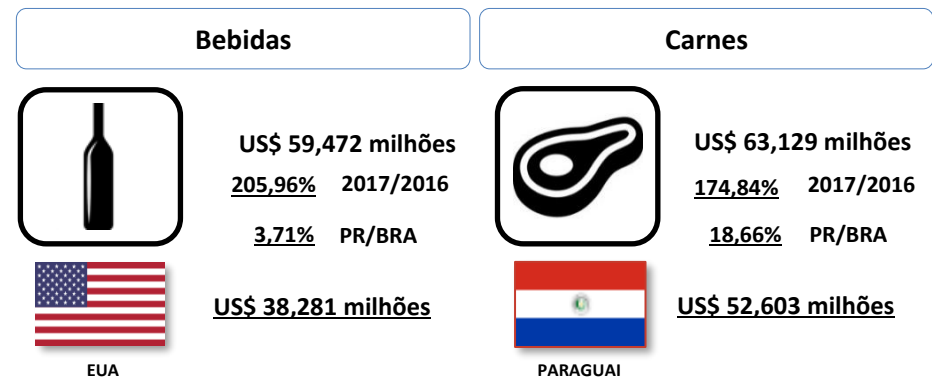 Bebidas
US$ 59,472 milhões
205,96% 2017/2016
3,71% PR/BRA
US$ 38,281 milhões
EUA
Carnes
US$ 63,129 milhões
174,84% 2017/2016
18,66% PR/BRA
US$ 52,603 milhões
PARAGUAI